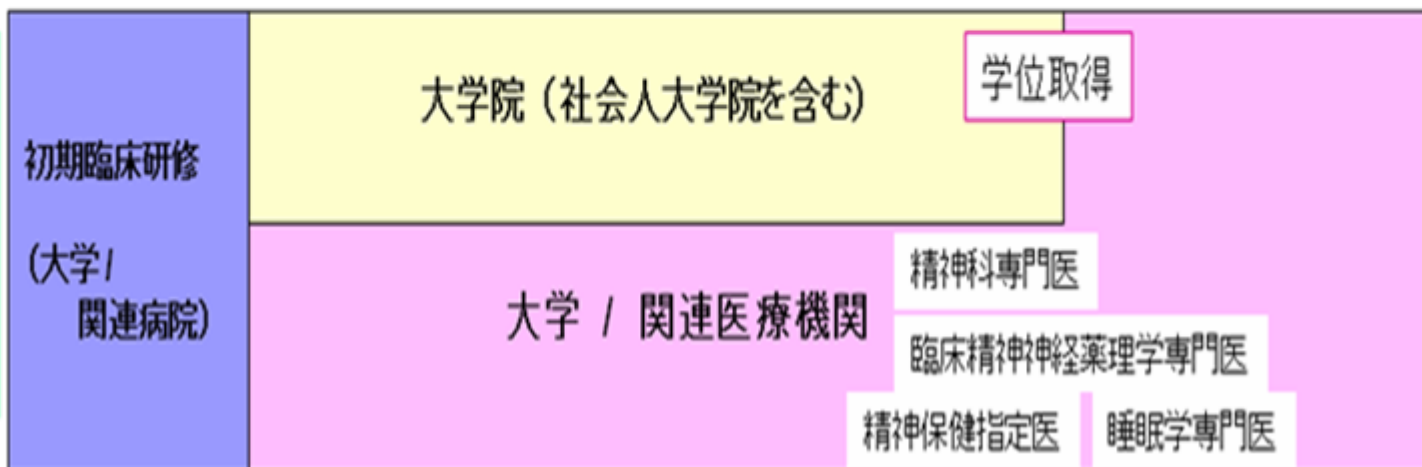 初期臨床研修
(大学/
関連病院)
大学院(社会人大学院を含む)
学位取得
大学 / 関連医療機関
精神科専門医
臨床精神神経薬理学専門医
精神保健指定医
睡眠学専門医